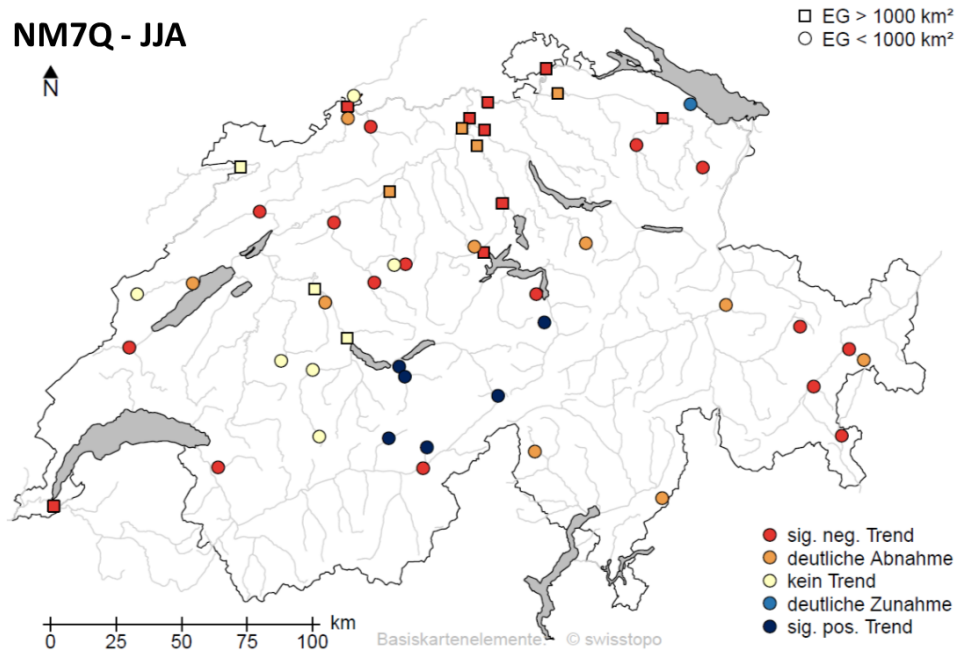 NM7Q - JJA
N
EG > 1000 km²
EG < 1000 km²
sig. neg. Trend
deutliche Abnahme
kein Trend
deutliche Zunahme
sig. pos. Trend
km
0 25 50 75 100
Basiskartenelemente: © swisstopo